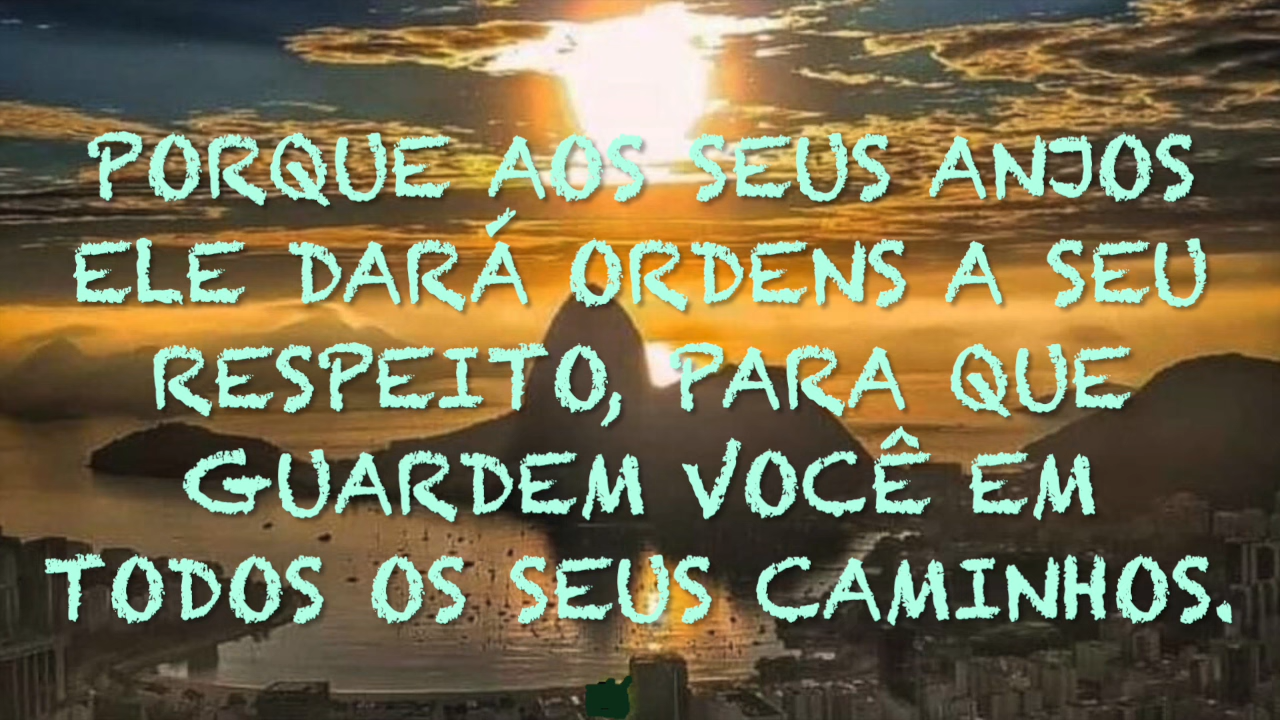 PORQUE AOS SEUS ANJOS
ELE DARÁ ORDENS A SEU
RESPEITO, PARA QUE
GUARDEM VOCÊ EM
TODOS OS SEUS CAMINHOS.